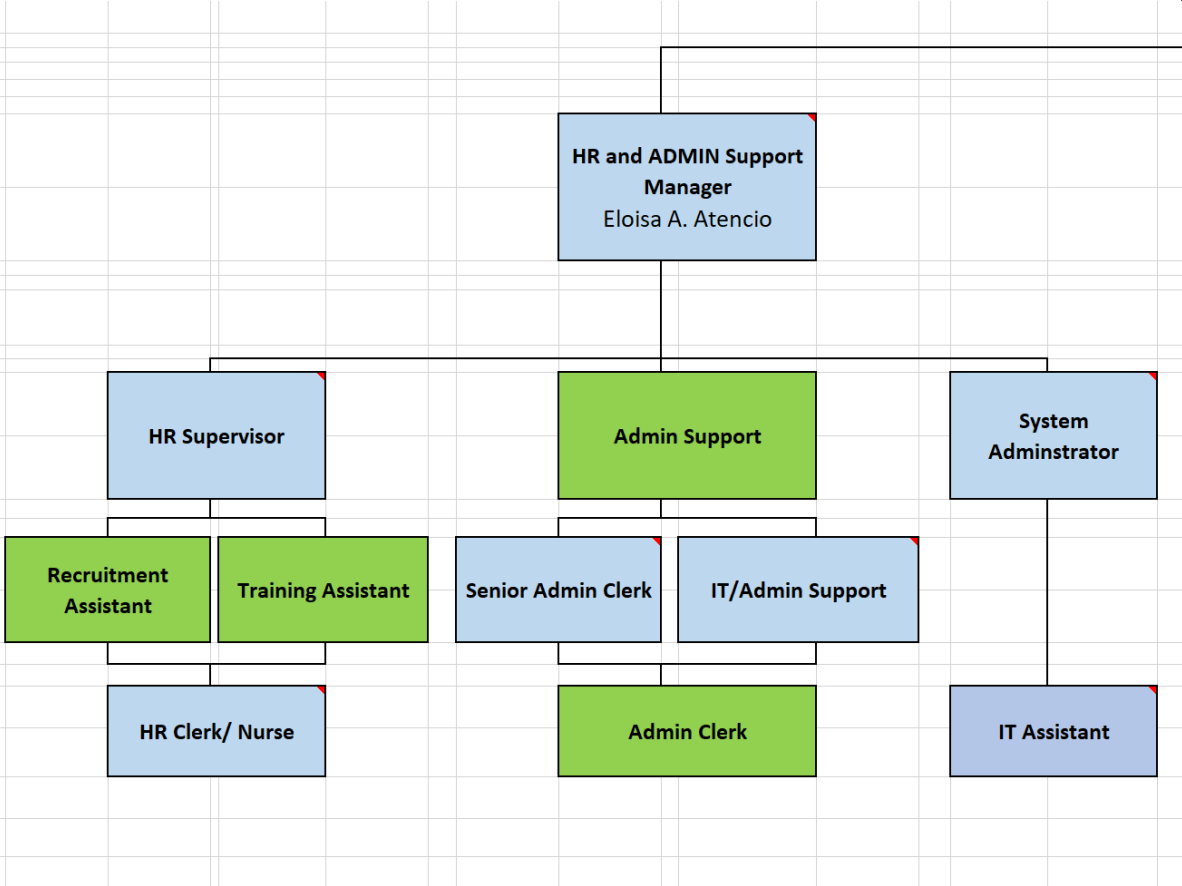 HR and ADMIN Support
Manager
Eloisa A. Atencio
HR Supervisor
Admin Support
System
Adminstrator
Recruitment
Assistant
Training Assistant
Senior Admin Clerk
IT/Admin Support
HR Clerk/ Nurse
Admin Clerk
IT Assistant